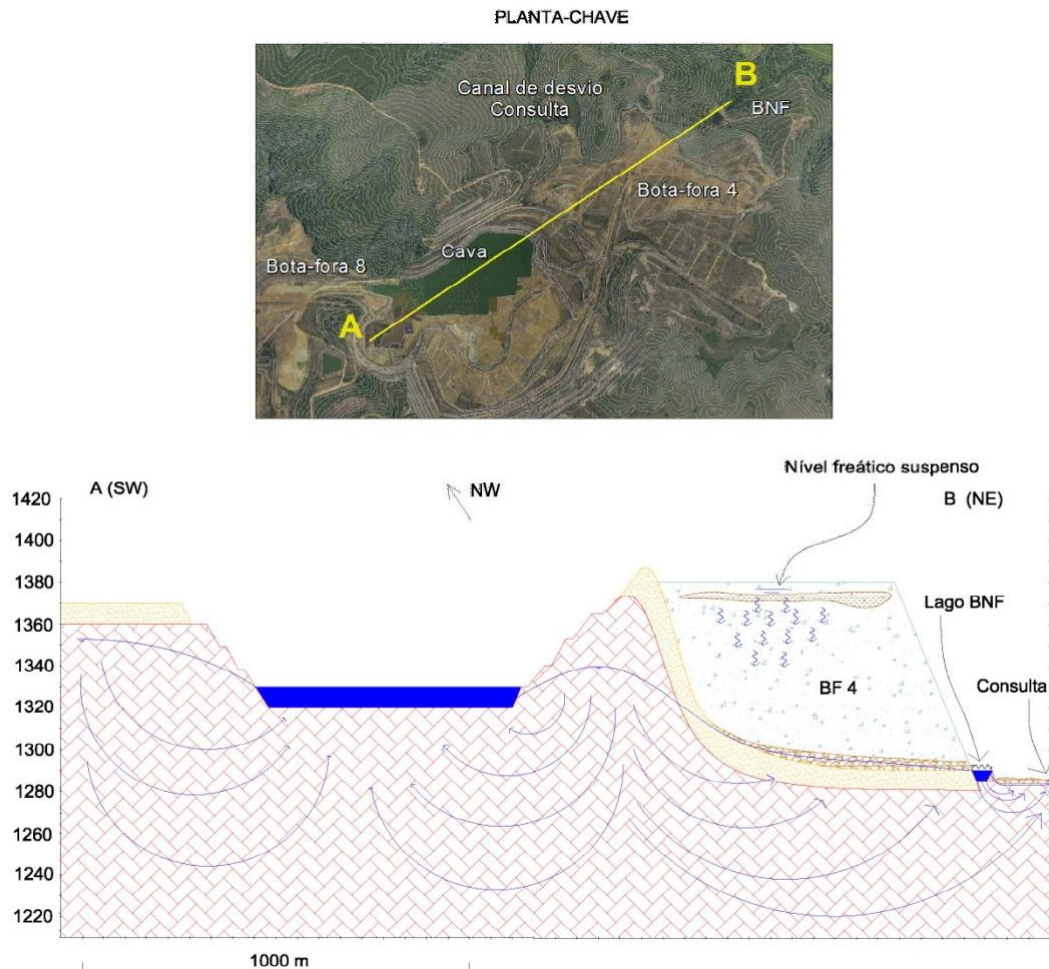 PLANTA-CHAVE
B
Canal de desvio
Consulta
BNF
Bota-fora 4
Cava
Bota-fora 8
A
Nível freático suspenso
A (SW)
NW
B (NE)
1420
1400
1380
1360
1340
1320
1300
1280
1260
1240
1220
Lago BNF
BF 4
Consulta
1000 m